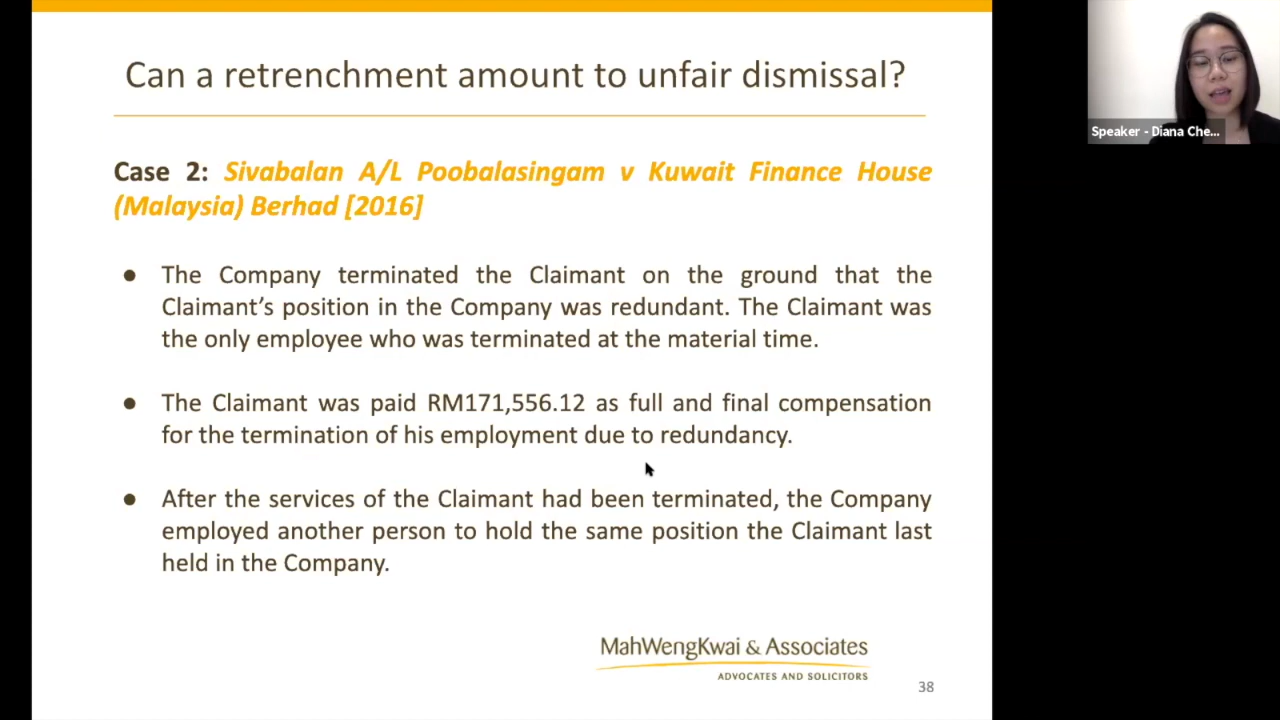 Can a retrenchment amount to unfair dismissal?
Case 2: Sivabalan A/L Poobalasingam v Kuwait Finance House
(Malaysia) Berhad [2016]
● The Company terminated the Claimant on the ground that the
Claimant’s position in the Company was redundant. The Claimant was
the only employee who was terminated at the material time.
● The Claimant was paid RM171,556.12 as full and final compensation
for the termination of his employment due to redundancy.
● After the services of the Claimant had been terminated, the Company
employed another person to hold the same position the Claimant last
held in the Company.
MahWengKwai & Associates
ADVOCATES AND SOLICITORS
38
Speaker - Diana Che...